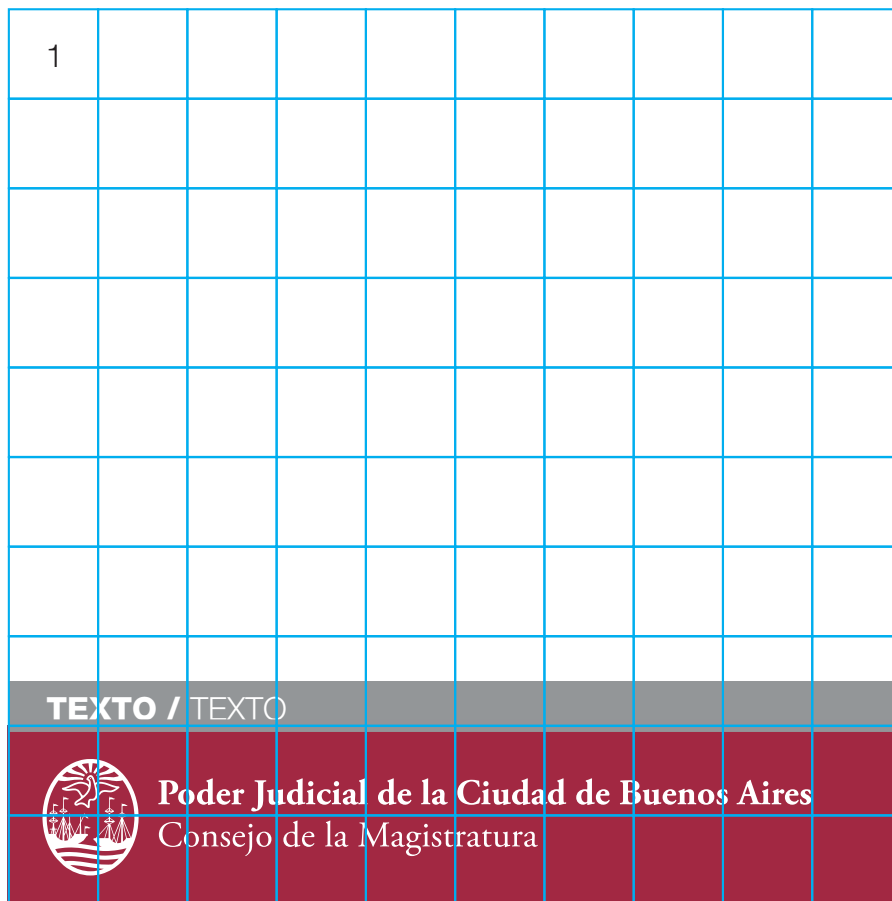 1
TEXTO / TEXTO
Poder Judicial de la Ciudad de Buenos Aires
Consejo de la Magistratura